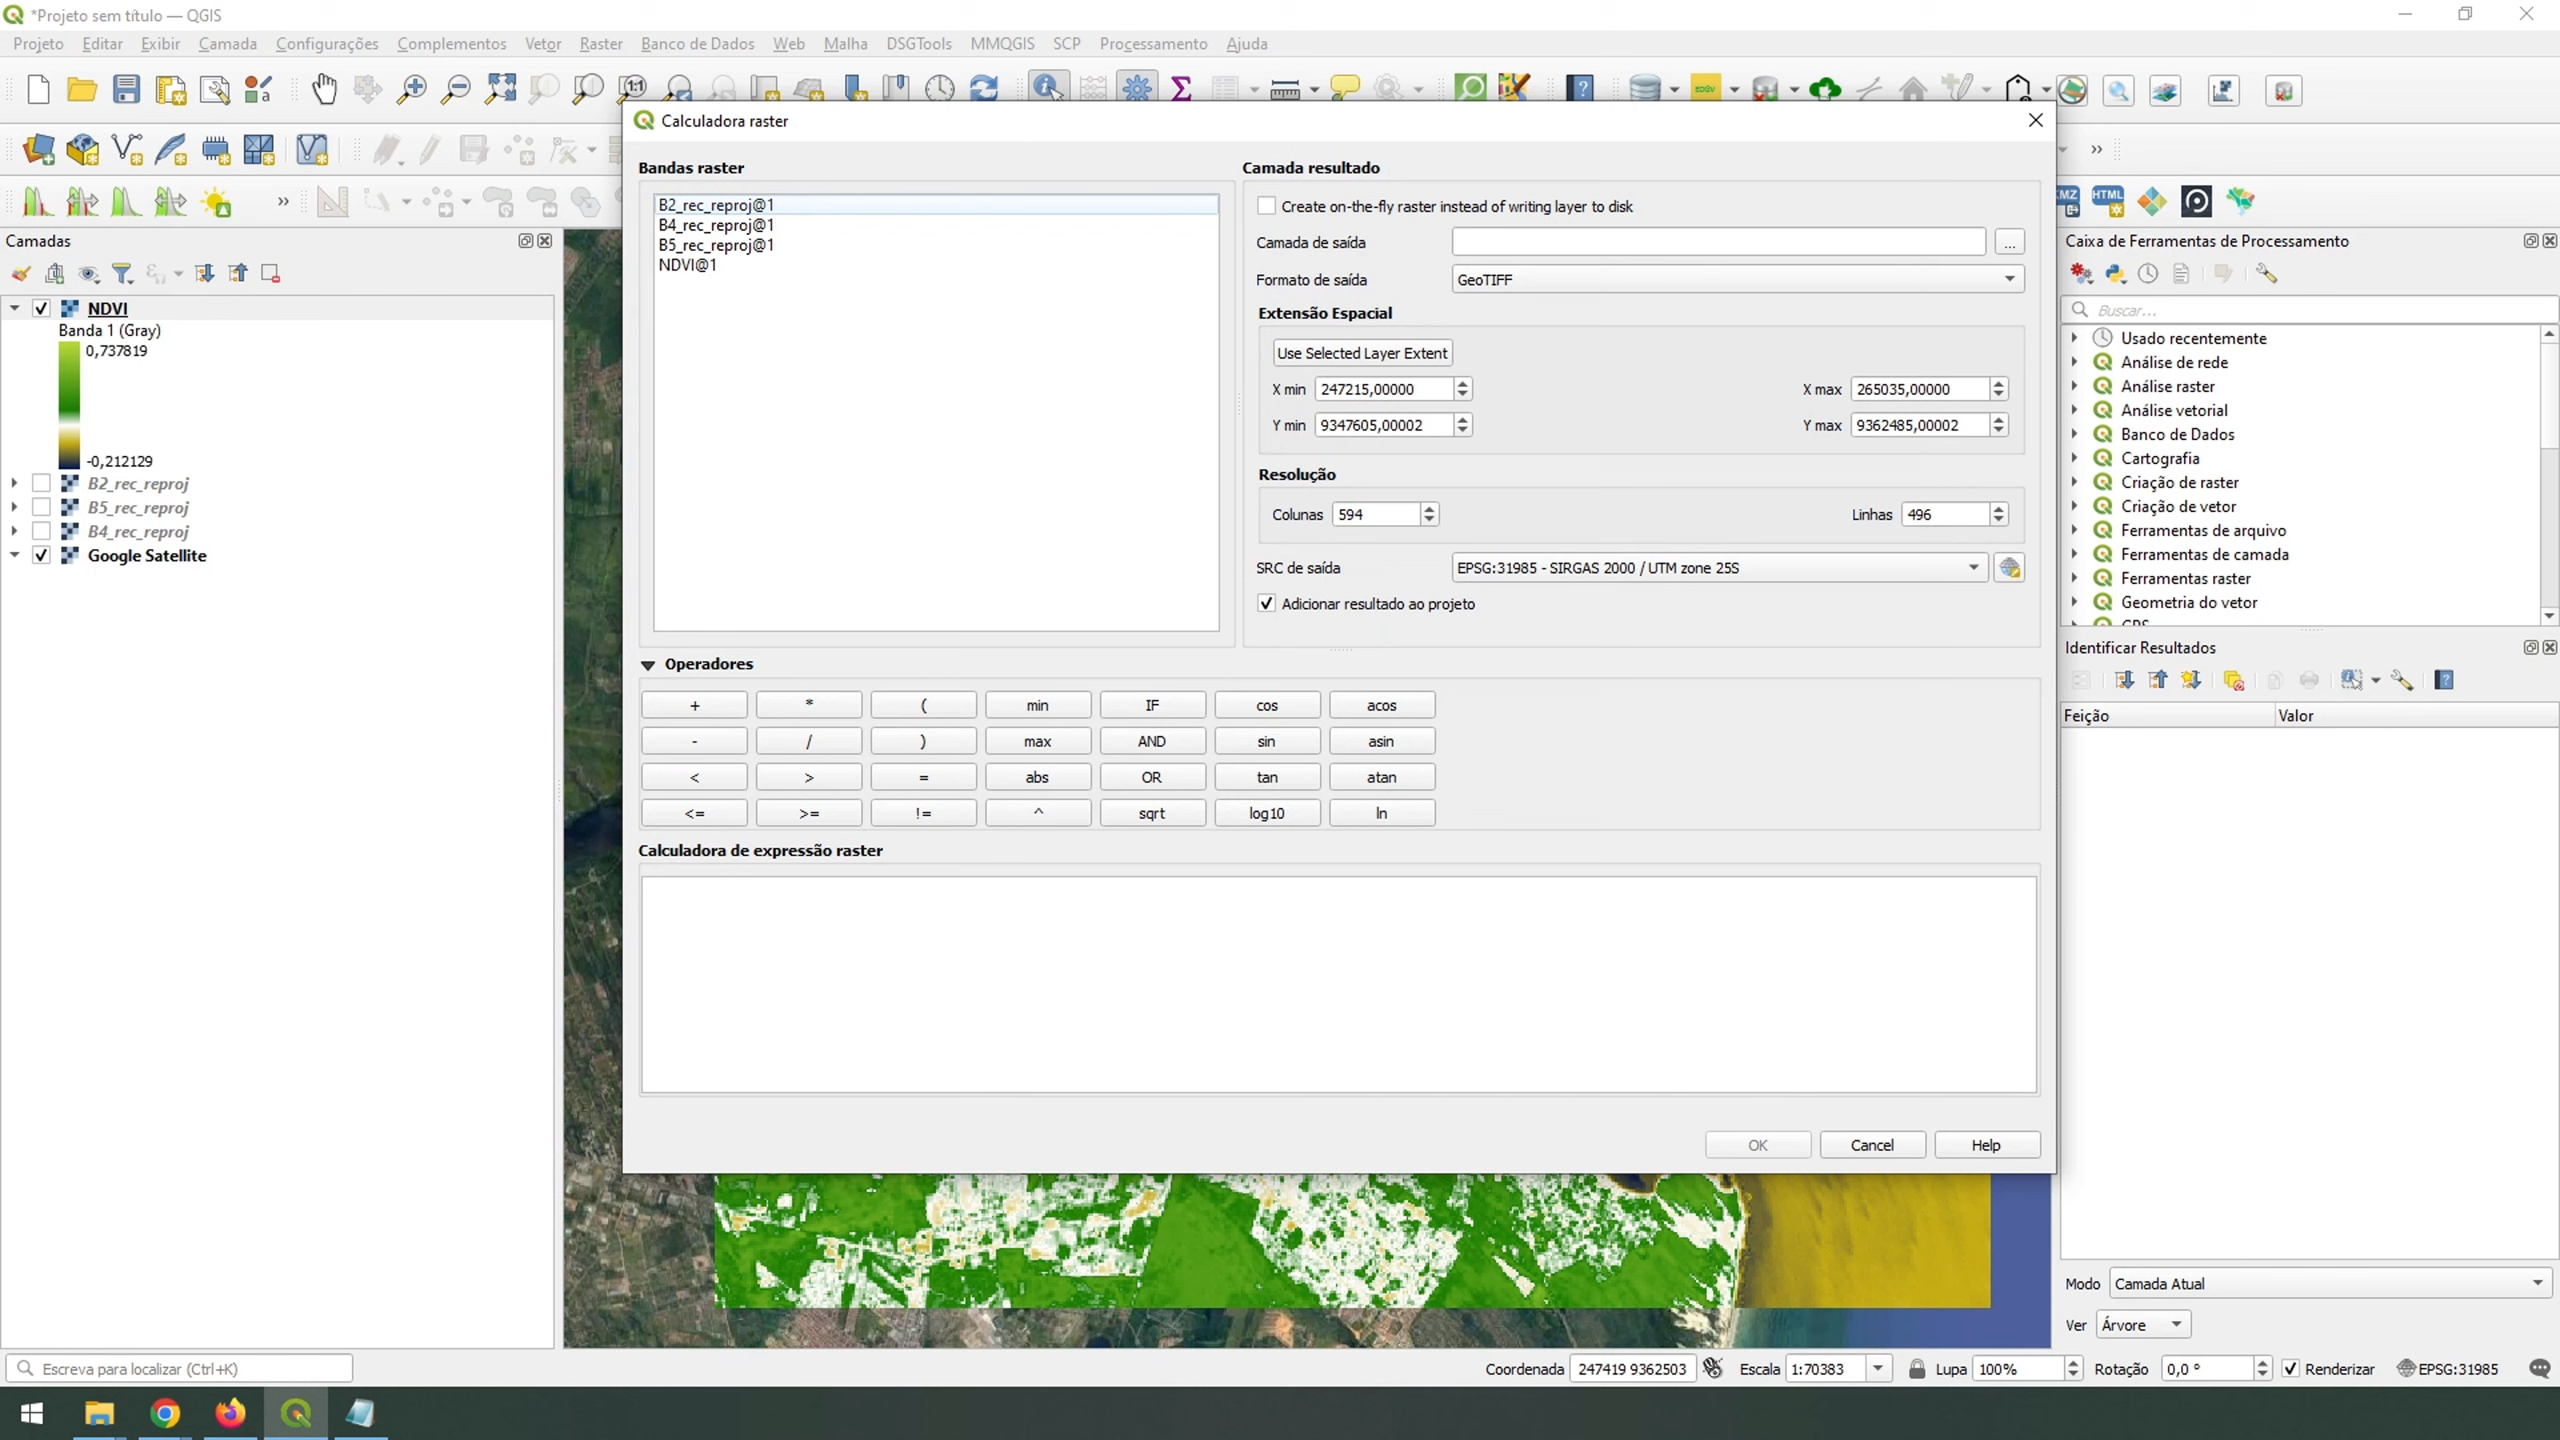 *Projeto sem título — QGIS
Projeto Editar Exibir Camada Configurações Complementos Vetor Raster Banco de Dados Web Malha DSGTools MMQGIS SCP Processamento Ajuda
1:1
EDGV
Calculadora raster
Bandas raster
B2_rec_reproj@1
B4_rec_reproj@1
B5_rec_reproj@1
NDVI@1
Camada resultado
Create on-the-fly raster instead of writing layer to disk
Camada de saída
...
Formato de saída GeoTIFF
Extensão Espacial
Use Selected Layer Extent
X min 247215,00000 X max 265035,00000
Y min 9347605,00002 Y max 9362485,00002
Resolução
Colunas 594 Linhas 496
SRC de saída EPSG:31985 - SIRGAS 2000 / UTM zone 25S
Adicionar resultado ao projeto
Operadores
+ * ( min IF cos acos
- / ) max AND sin asin
< > = abs OR tan atan
<= >= != ^ sqrt log10 ln
Calculadora de expressão raster
OK Cancel Help
Camadas
NDVI
Banda 1 (Gray)
0,737819
-0,212129
B2_rec_reproj
B5_rec_reproj
B4_rec_reproj
Google Satellite
HTML
Caixa de Ferramentas de Processamento
Buscar...
Usado recentemente
Análise de rede
Análise raster
Análise vetorial
Banco de Dados
Cartografia
Criação de raster
Criação de vetor
Ferramentas de arquivo
Ferramentas de camada
Ferramentas raster
Geometria do vetor
GPS
Identificar Resultados
Feição Valor
Modo Camada Atual
Ver Árvore
Escreva para localizar (Ctrl+K)
Coordenada 247419 9362503 Escala 1:70383 Lupa 100% Rotação 0,0 ° Renderizar EPSG:31985